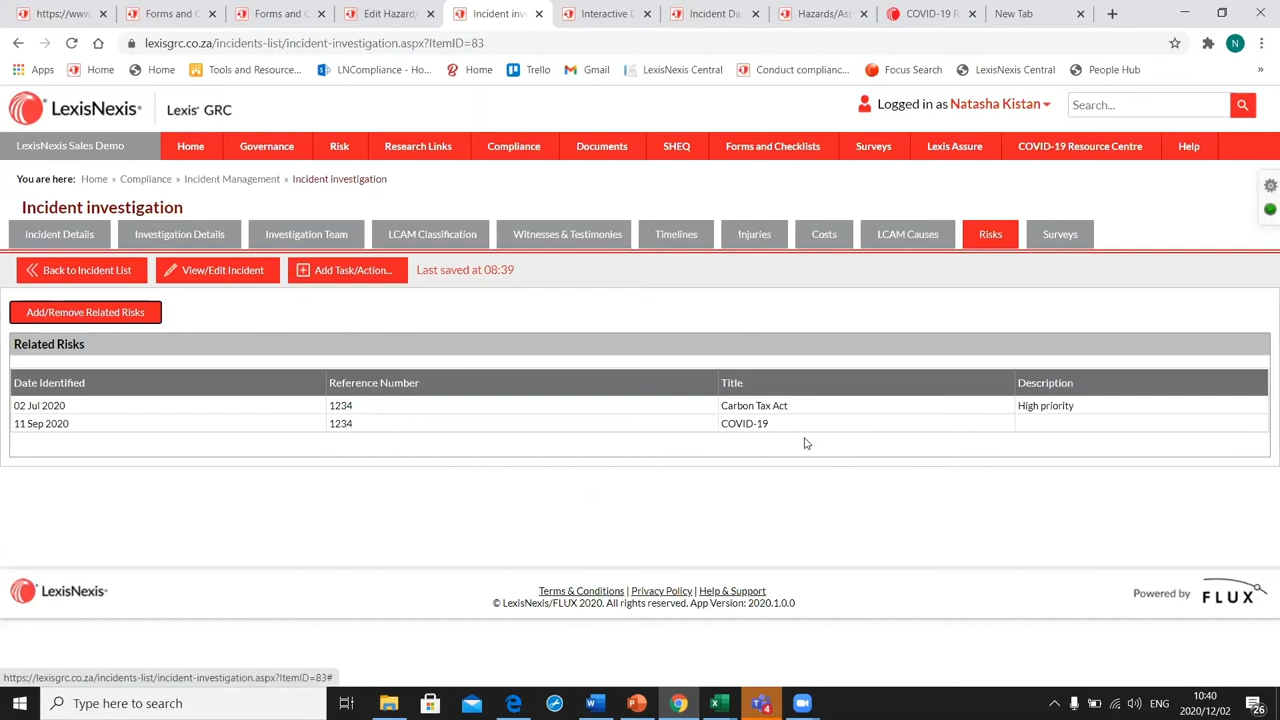 https://www
Forms and C
Forms and C
Edit Hazard/
Incident inv
Interactive D
Incident Da
Hazards/Asp
COVID-19 R
New Tab
lexisgrc.co.za/incidents-list/incident-investigation.aspx?ItemID=83
N
Apps
Home
Home
Tools and Resource...
LNCompliance - Ho...
Home
Trello
Gmail
LexisNexis Central
Conduct complianc...
Focus Search
LexisNexis Central
People Hub
»
LexisNexis®
Lexis® GRC
Logged in as Natasha Kistan
Search...
LexisNexis Sales Demo
Home
Governance
Risk
Research Links
Compliance
Documents
SHEQ
Forms and Checklists
Surveys
Lexis Assure
COVID-19 Resource Centre
Help
You are here: Home » Compliance » Incident Management » Incident investigation
Incident investigation
Incident Details
Investigation Details
Investigation Team
LCAM Classification
Witnesses & Testimonies
Timelines
Injuries
Costs
LCAM Causes
Risks
Surveys
Back to Incident List
View/Edit Incident
Add Task/Action...
Last saved at 08:39
Add/Remove Related Risks
Related Risks
Date Identified
Reference Number
Title
Description
02 Jul 2020
1234
Carbon Tax Act
High priority
11 Sep 2020
1234
COVID-19
LexisNexis®
Terms & Conditions | Privacy Policy | Help & Support
© LexisNexis/FLUX 2020. All rights reserved. App Version: 2020.1.0.0
Powered by FLUX
https://lexisgrc.co.za/incidents-list/incident-investigation.aspx?ItemID=83#
Type here to search
4
ENG
10:40
2020/12/02
26